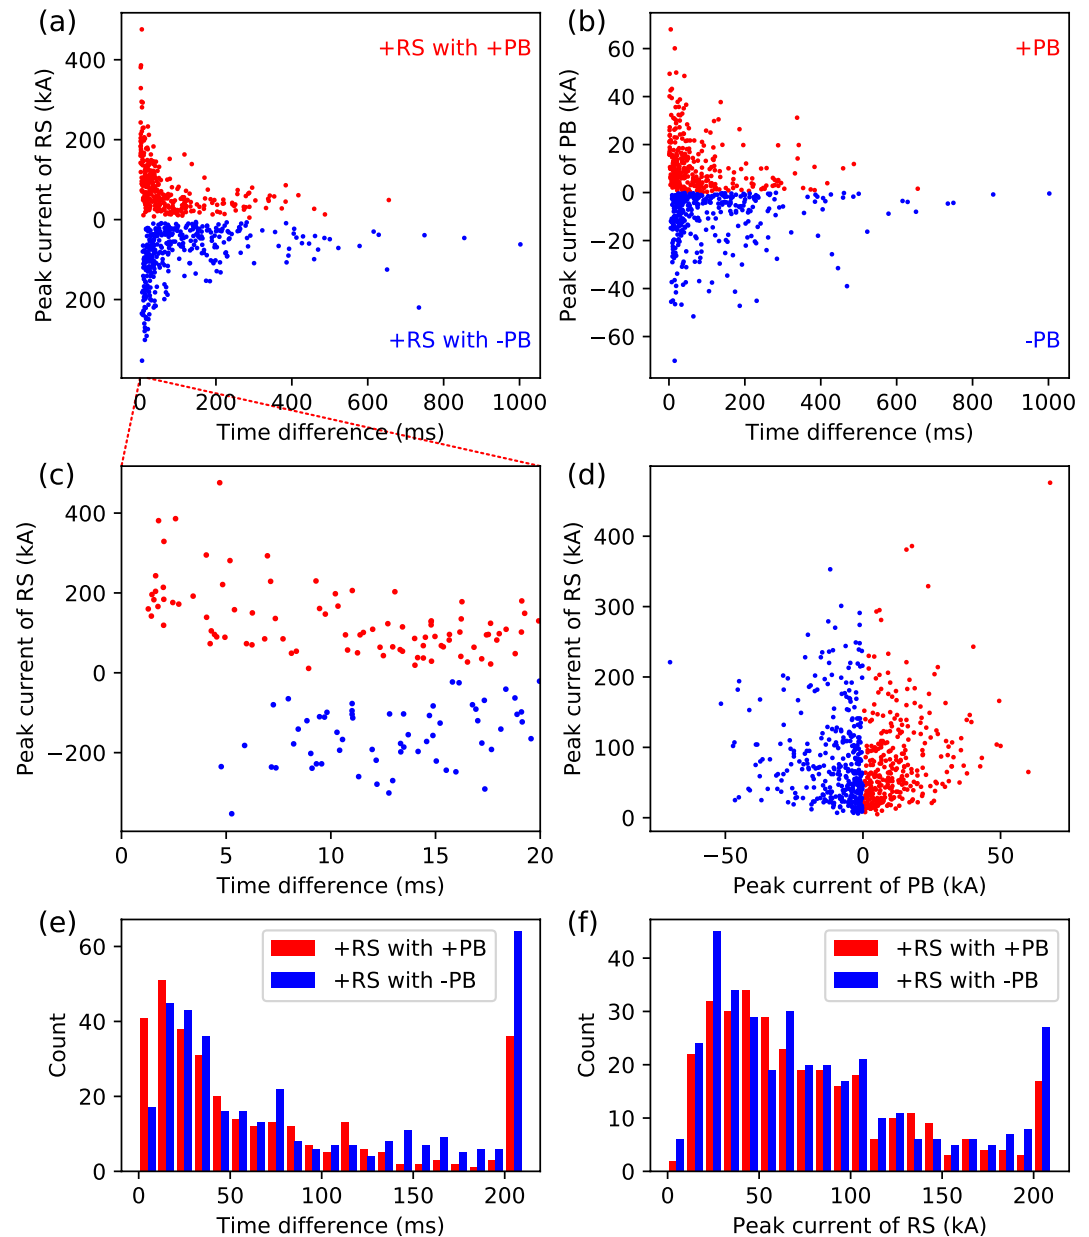 (a)
+RS with +PB
+RS with -PB
Peak current of RS (kA)
400
200
0
200
0
200
400
600
800
1000
Time difference (ms)
(b)
+PB
-PB
Peak current of PB (kA)
60
40
20
0
−20
−40
−60
0
200
400
600
800
1000
Time difference (ms)
(c)
Peak current of RS (kA)
400
200
0
−200
0
5
10
15
20
Time difference (ms)
(d)
Peak current of RS (kA)
400
300
200
100
0
−50
0
50
Peak current of PB (kA)
(e)
+RS with +PB
+RS with -PB
Count
60
40
20
0
0
50
100
150
200
Time difference (ms)
(f)
+RS with +PB
+RS with -PB
Count
40
30
20
10
0
0
50
100
150
200
Peak current of RS (kA)